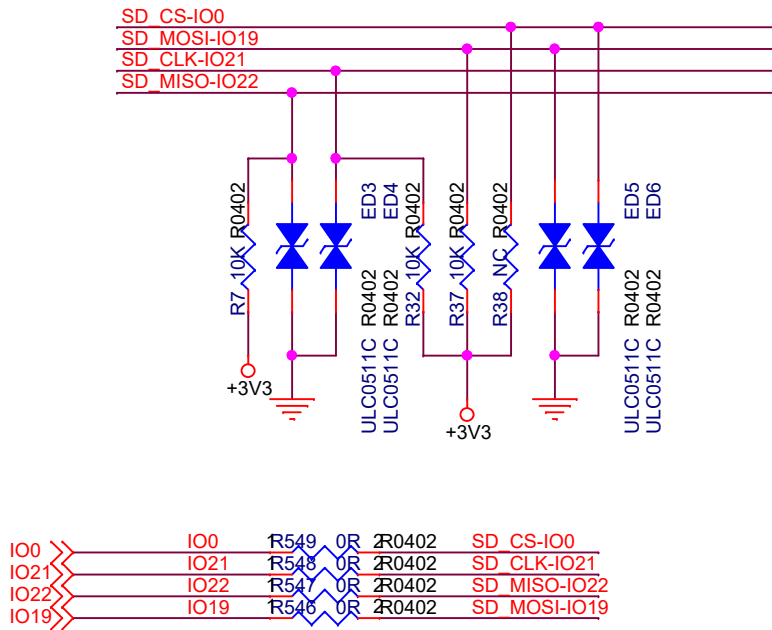 SD_CS-IO0
SD_MOSI-IO19
SD_CLK-IO21
SD_MISO-IO22
R7 10K R0402
ED3
ED4
ULC0511C R0402
ULC0511C R0402
R32 10K R0402
R37 10K R0402
R38 NC R0402
ED5
ED6
ULC0511C R0402
ULC0511C R0402
+3V3
+3V3
IO0 IO0 1 R549 0R 2 R0402 SD_CS-IO0
IO21 IO21 1 R548 0R 2 R0402 SD_CLK-IO21
IO22 IO22 1 R547 0R 2 R0402 SD_MISO-IO22
IO19 IO19 1 R546 0R 2 R0402 SD_MOSI-IO19